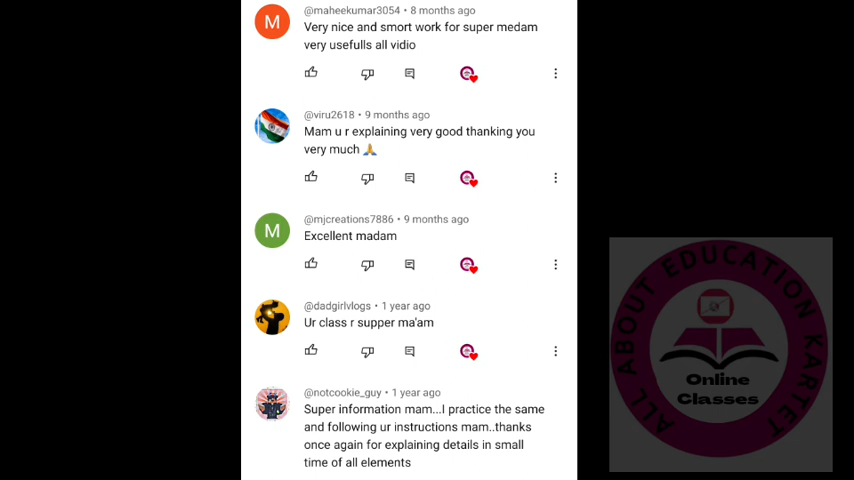 @maheekumar3054 • 8 months ago
Very nice and smort work for super medam
very usefulls all vidio
@viru2618 • 9 months ago
Mam u r explaining very good thanking you
very much 🙏
@mjcreations7886 • 9 months ago
Excellent madam
@dadgirlvlogs • 1 year ago
Ur class r supper ma'am
@notcookie_guy • 1 year ago
Super information mam...I practice the same
and following ur instructions mam..thanks
once again for explaining details in small
time of all elements
M
M
ALL ABOUT EDUCATION KARTET
Online
Classes